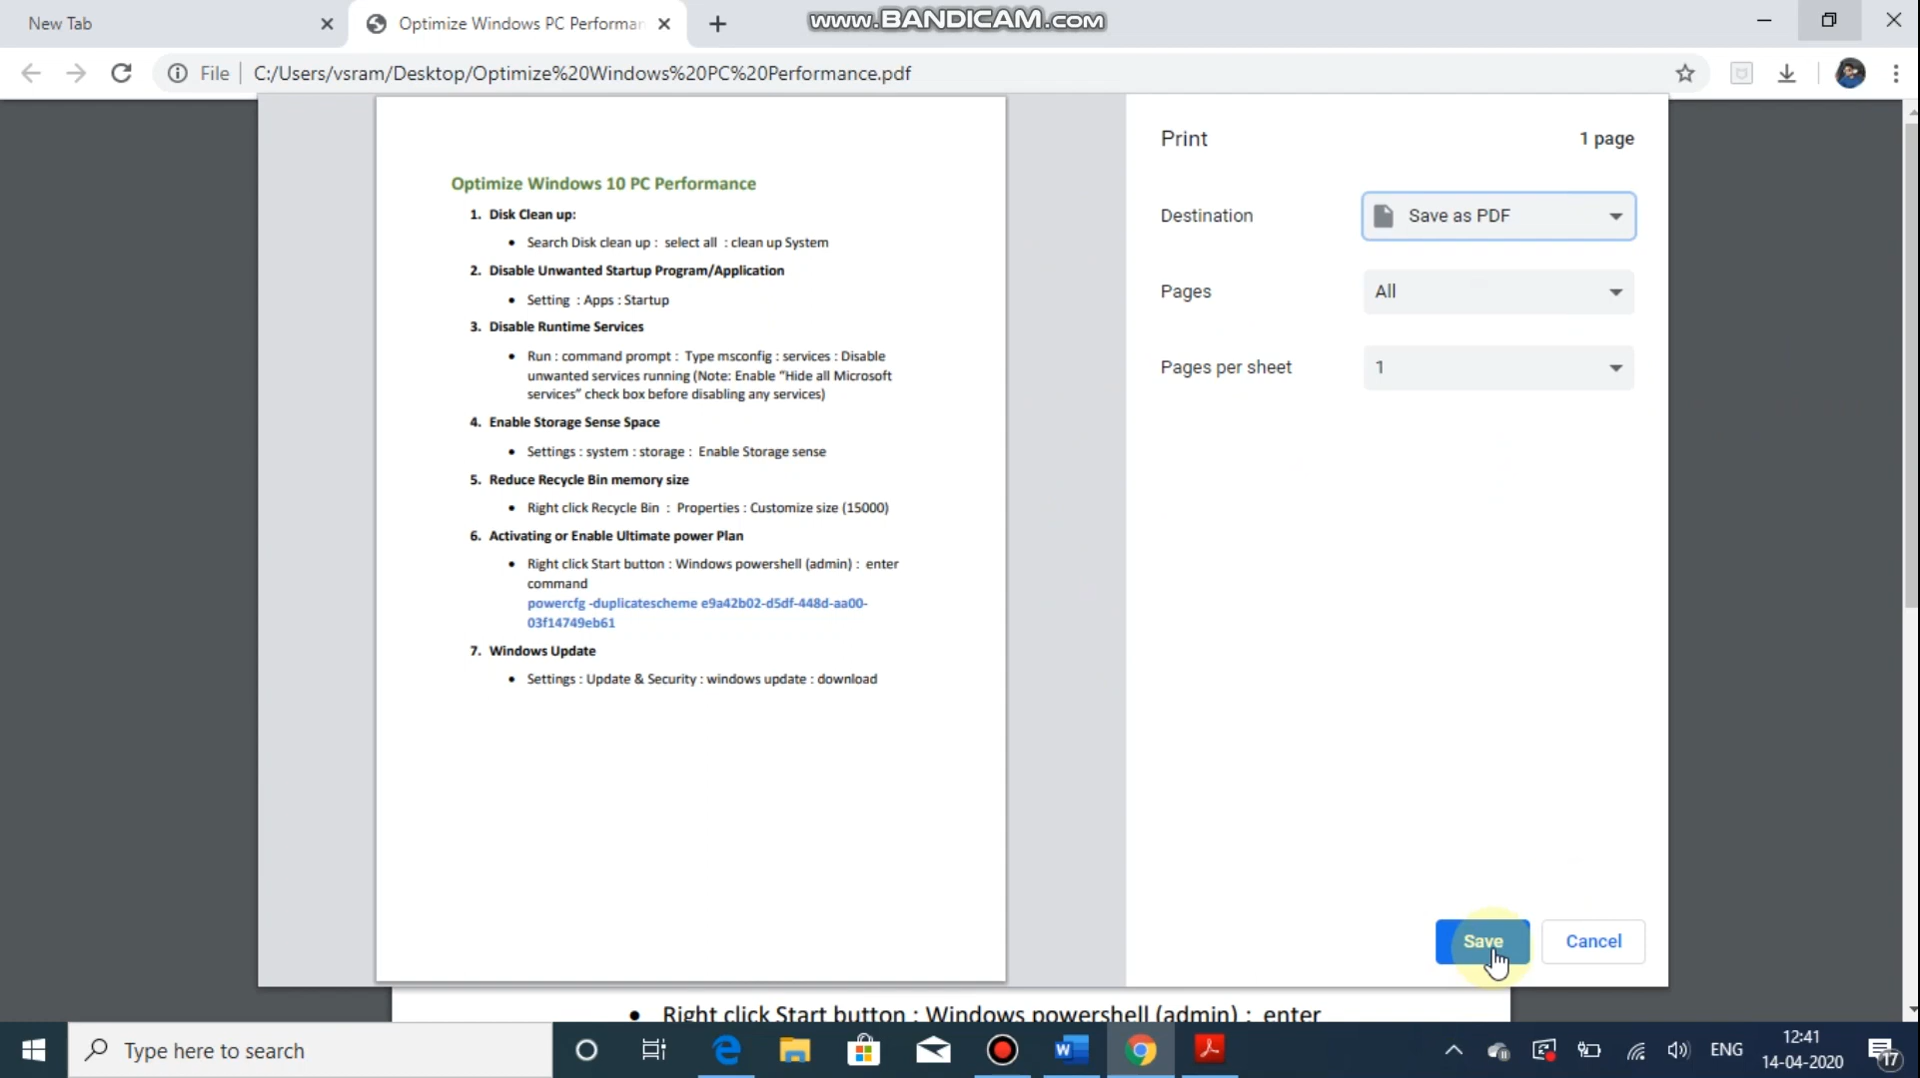 New Tab
Optimize Windows PC Performan
www.BANDICAM.com
File
C:/Users/vsram/Desktop/Optimize%20Windows%20PC%20Performance.pdf
Optimize Windows 10 PC Performance
1. Disk Clean up:
• Search Disk clean up : select all : clean up System
2. Disable Unwanted Startup Program/Application
• Setting : Apps : Startup
3. Disable Runtime Services
• Run : command prompt : Type msconfig : services : Disable
unwanted services running (Note: Enable “Hide all Microsoft
services” check box before disabling any services)
4. Enable Storage Sense Space
• Settings : system : storage : Enable Storage sense
5. Reduce Recycle Bin memory size
• Right click Recycle Bin : Properties : Customize size (15000)
6. Activating or Enable Ultimate power Plan
• Right click Start button : Windows powershell (admin) : enter
command
powercfg -duplicatescheme e9a42b02-d5df-448d-aa00-
03f14749eb61
7. Windows Update
• Settings : Update & Security : windows update : download
Print
1 page
Destination
Save as PDF
Pages
All
Pages per sheet
1
Save
Cancel
• Right click Start button : Windows powershell (admin) : enter
Type here to search
ENG
12:41
14-04-2020
17